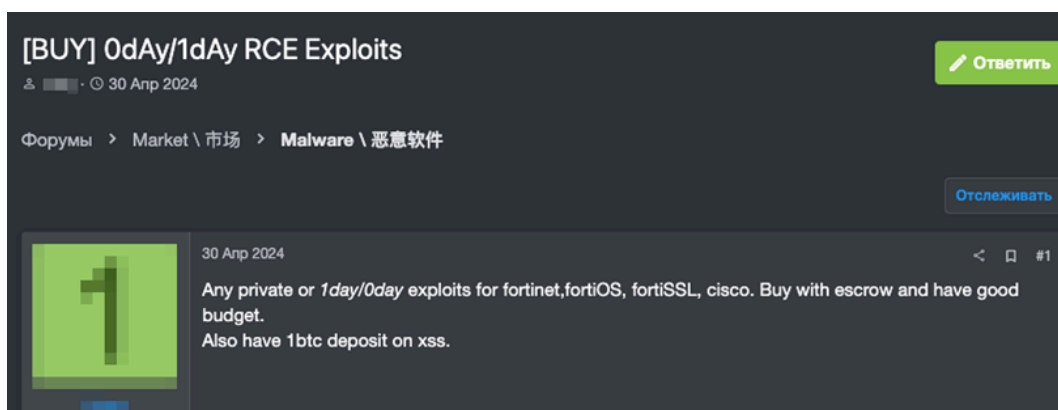 [BUY] 0dAy/1dAy RCE Exploits
30 Апр 2024
Ответить
Форумы > Market \ 市场 > Malware \ 恶意软件
Отслеживать
30 Апр 2024
#1
Any private or 1day/0day exploits for fortinet,fortiOS, fortiSSL, cisco. Buy with escrow and have good
budget.
Also have 1btc deposit on xss.
1